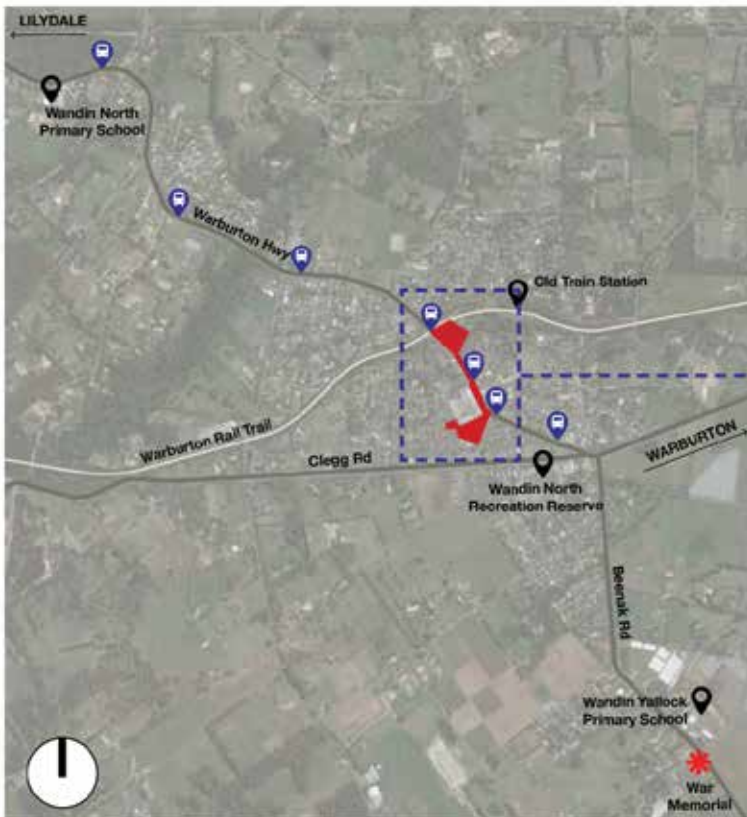 LILYDALE
Wandin North
Primary School
Warburton Hwy
Old Train Station
Warburton Rail Trail
Clegg Rd
WARBURTON
Wandin North
Recreation Reserve
Beenak Rd
Wandin Yallock
Primary School
War
Memorial